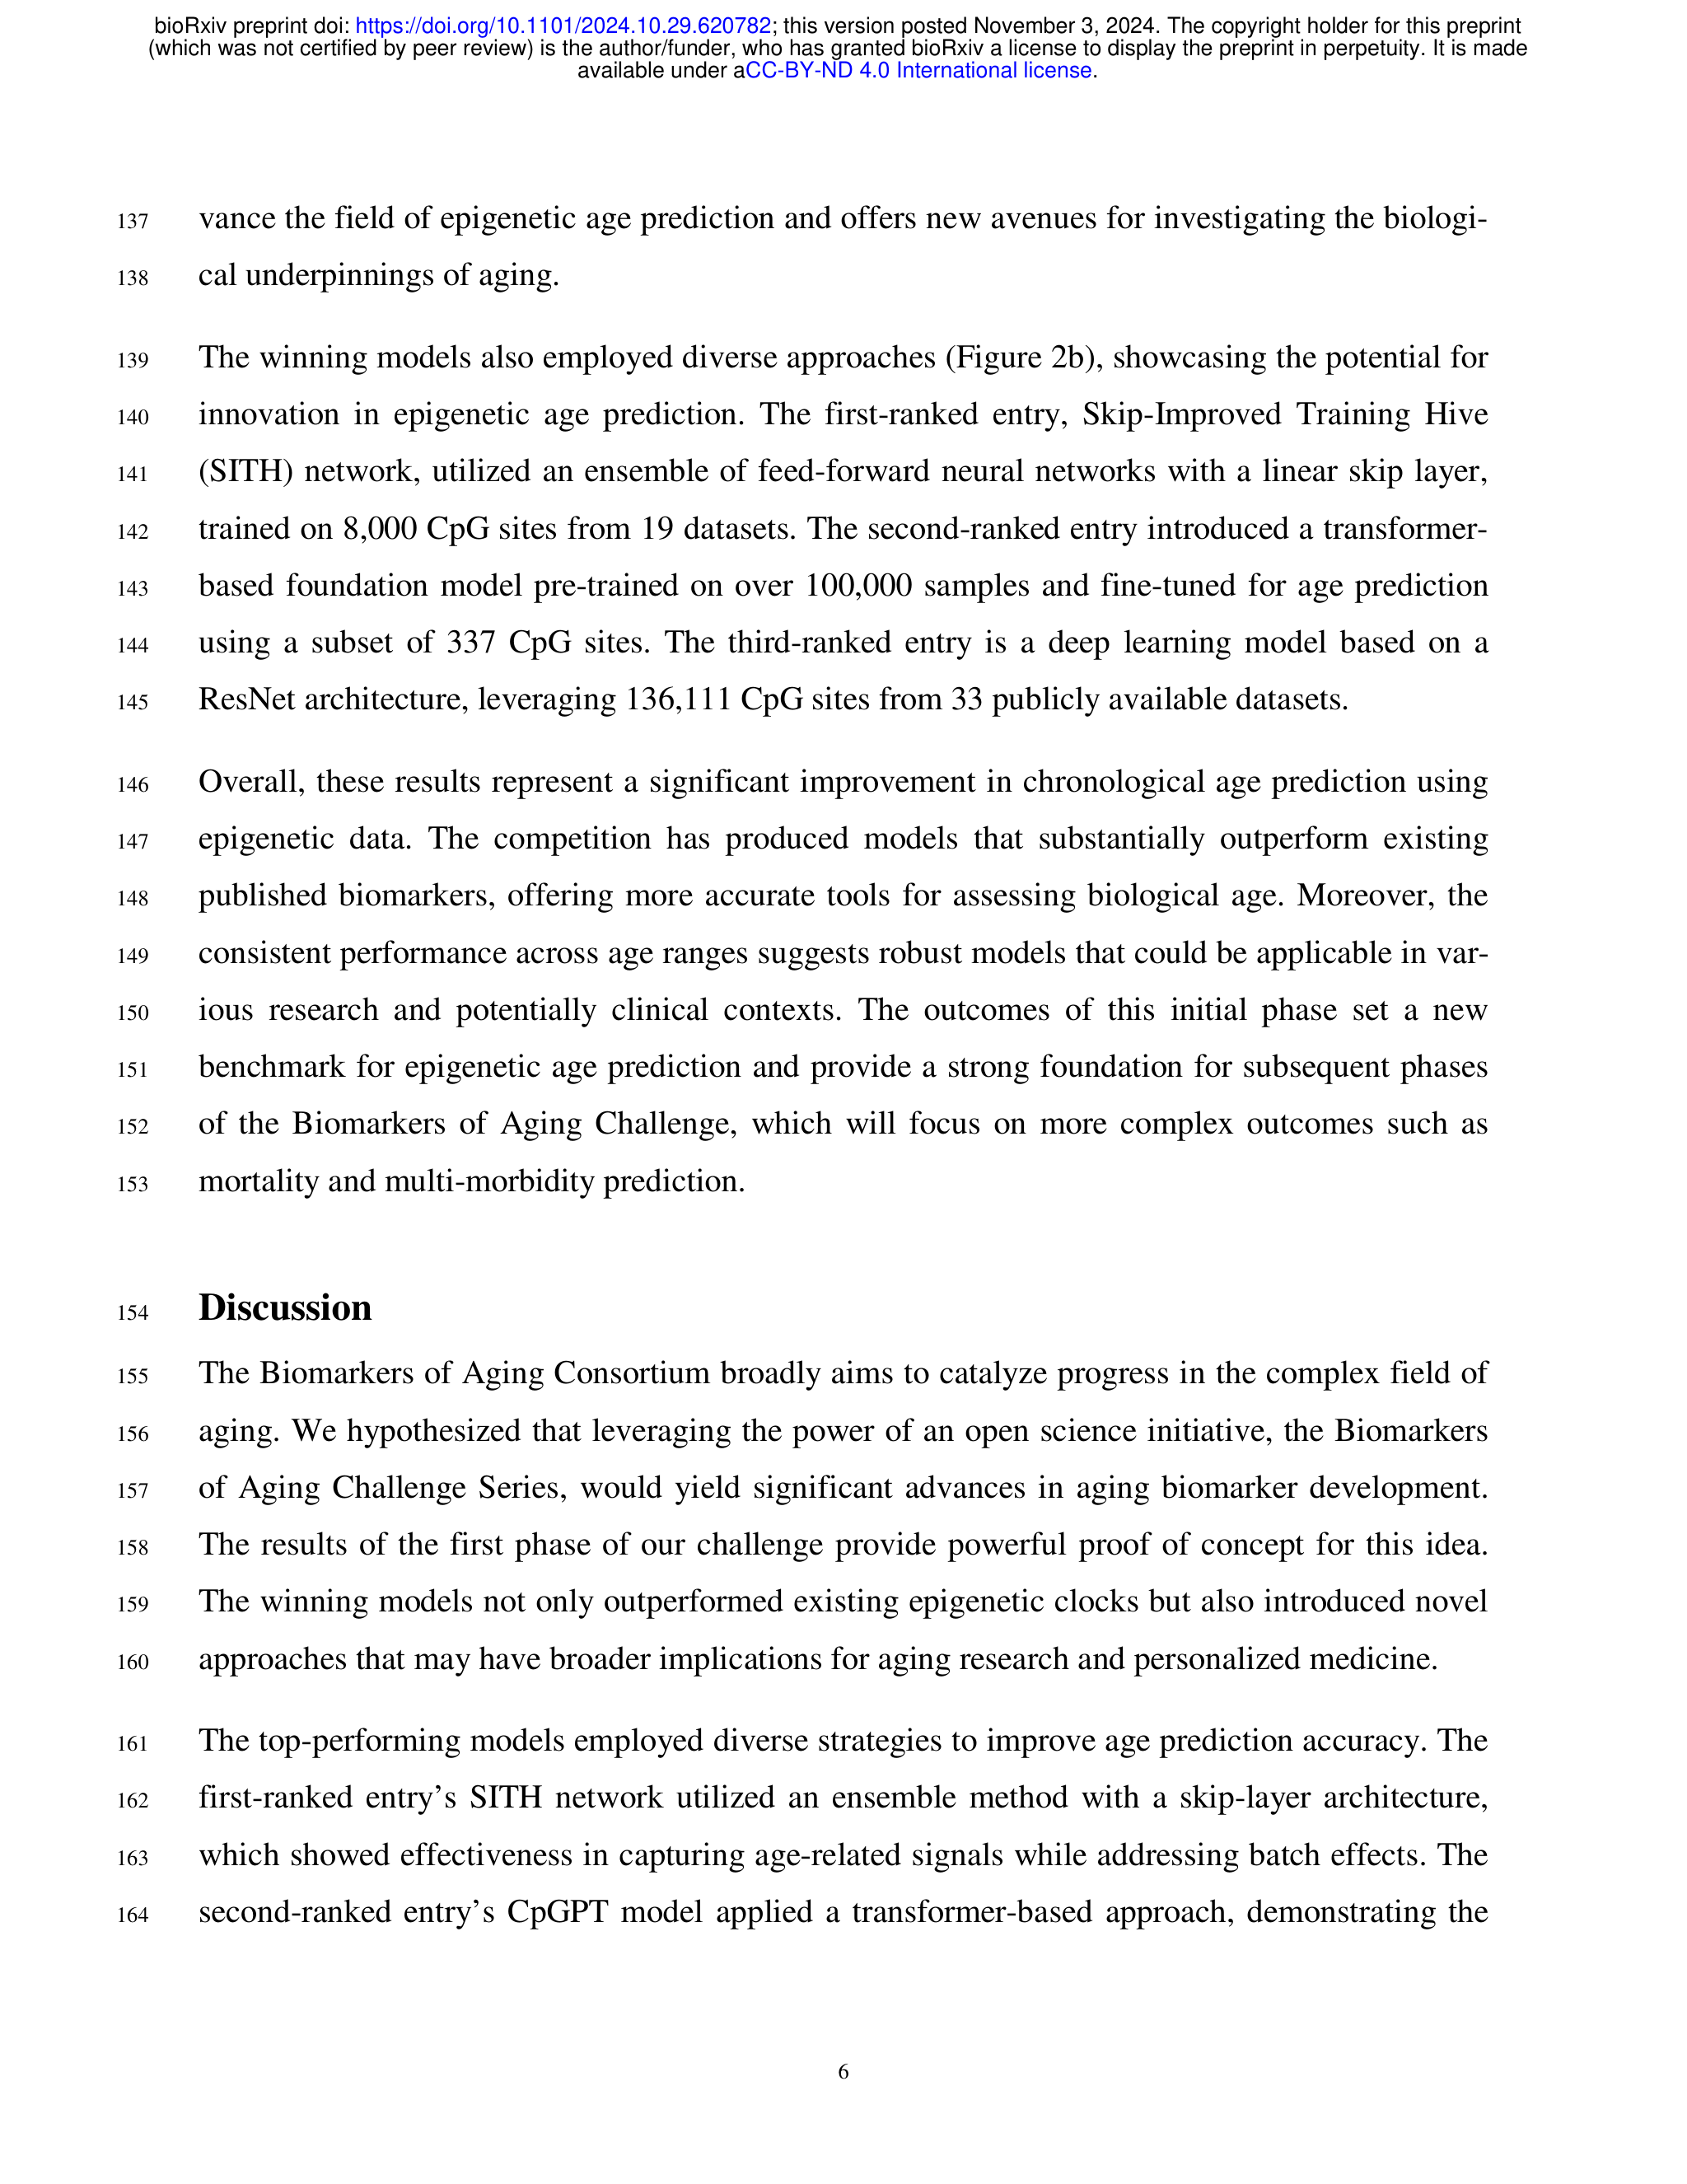 bioRxiv preprint doi: https://doi.org/10.1101/2024.10.29.620782; this version posted November 3, 2024. The copyright holder for this preprint
(which was not certified by peer review) is the author/funder, who has granted bioRxiv a license to display the preprint in perpetuity. It is made
available under aCC-BY-ND 4.0 International license.
137 vance the field of epigenetic age prediction and offers new avenues for investigating the biologi-
138 cal underpinnings of aging.
139 The winning models also employed diverse approaches (Figure 2b), showcasing the potential for
140 innovation in epigenetic age prediction. The first-ranked entry, Skip-Improved Training Hive
141 (SITH) network, utilized an ensemble of feed-forward neural networks with a linear skip layer,
142 trained on 8,000 CpG sites from 19 datasets. The second-ranked entry introduced a transformer-
143 based foundation model pre-trained on over 100,000 samples and fine-tuned for age prediction
144 using a subset of 337 CpG sites. The third-ranked entry is a deep learning model based on a
145 ResNet architecture, leveraging 136,111 CpG sites from 33 publicly available datasets.
146 Overall, these results represent a significant improvement in chronological age prediction using
147 epigenetic data. The competition has produced models that substantially outperform existing
148 published biomarkers, offering more accurate tools for assessing biological age. Moreover, the
149 consistent performance across age ranges suggests robust models that could be applicable in var-
150 ious research and potentially clinical contexts. The outcomes of this initial phase set a new
151 benchmark for epigenetic age prediction and provide a strong foundation for subsequent phases
152 of the Biomarkers of Aging Challenge, which will focus on more complex outcomes such as
153 mortality and multi-morbidity prediction.
154 Discussion
155 The Biomarkers of Aging Consortium broadly aims to catalyze progress in the complex field of
156 aging. We hypothesized that leveraging the power of an open science initiative, the Biomarkers
157 of Aging Challenge Series, would yield significant advances in aging biomarker development.
158 The results of the first phase of our challenge provide powerful proof of concept for this idea.
159 The winning models not only outperformed existing epigenetic clocks but also introduced novel
160 approaches that may have broader implications for aging research and personalized medicine.
161 The top-performing models employed diverse strategies to improve age prediction accuracy. The
162 first-ranked entry’s SITH network utilized an ensemble method with a skip-layer architecture,
163 which showed effectiveness in capturing age-related signals while addressing batch effects. The
164 second-ranked entry’s CpGPT model applied a transformer-based approach, demonstrating the
6